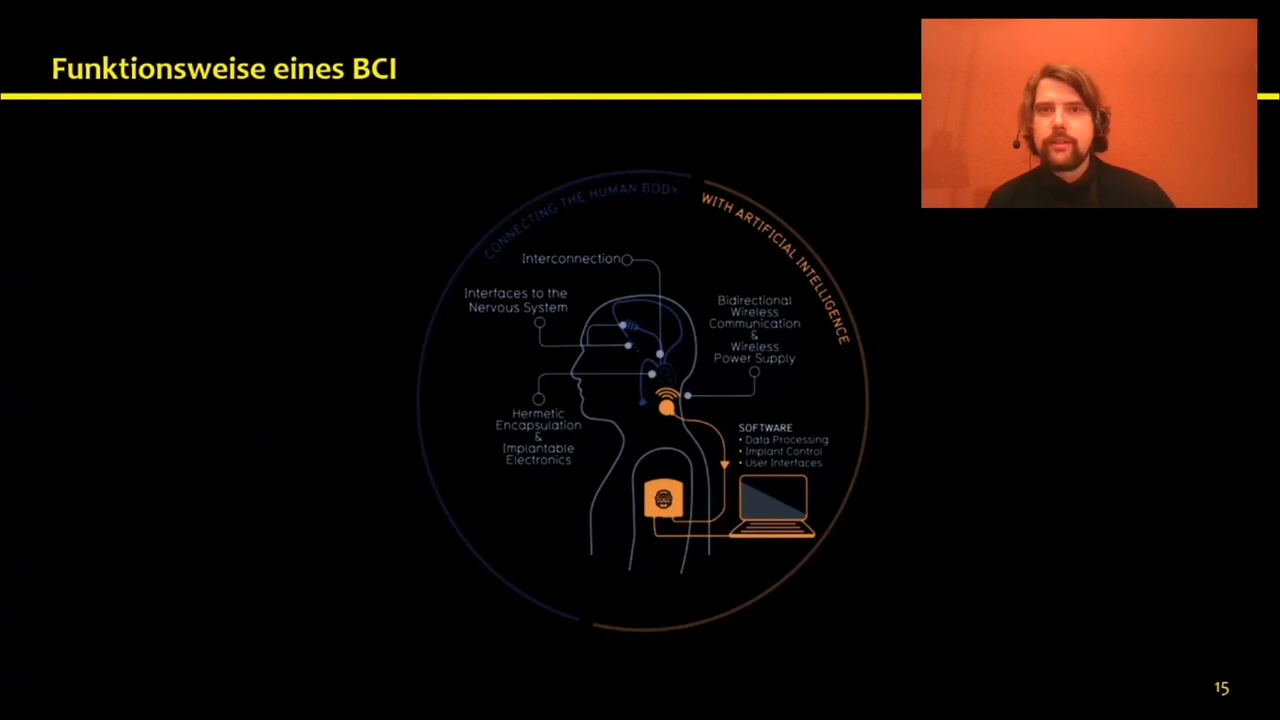 Funktionsweise eines BCI
CONNECTING THE HUMAN BODY
WITH ARTIFICIAL INTELLIGENCE
Interconnection
Interfaces to the
Nervous System
Bidirectional
Wireless
Communication
&
Wireless
Power Supply
Hermetic
Encapsulation
&
Implantable
Electronics
SOFTWARE
• Data Processing
• Implant Control
• User Interfaces
15